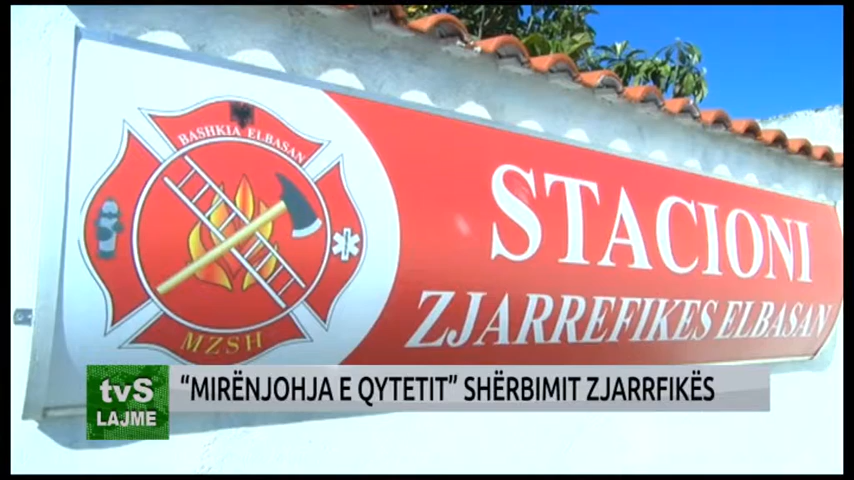 BASHKIA ELBASAN
MZSH
STACIONI
ZJARREFIKES ELBASAN
tvS
LAJME
“MIRËNJOHJA E QYTETIT” SHËRBIMIT ZJARRFIKËS